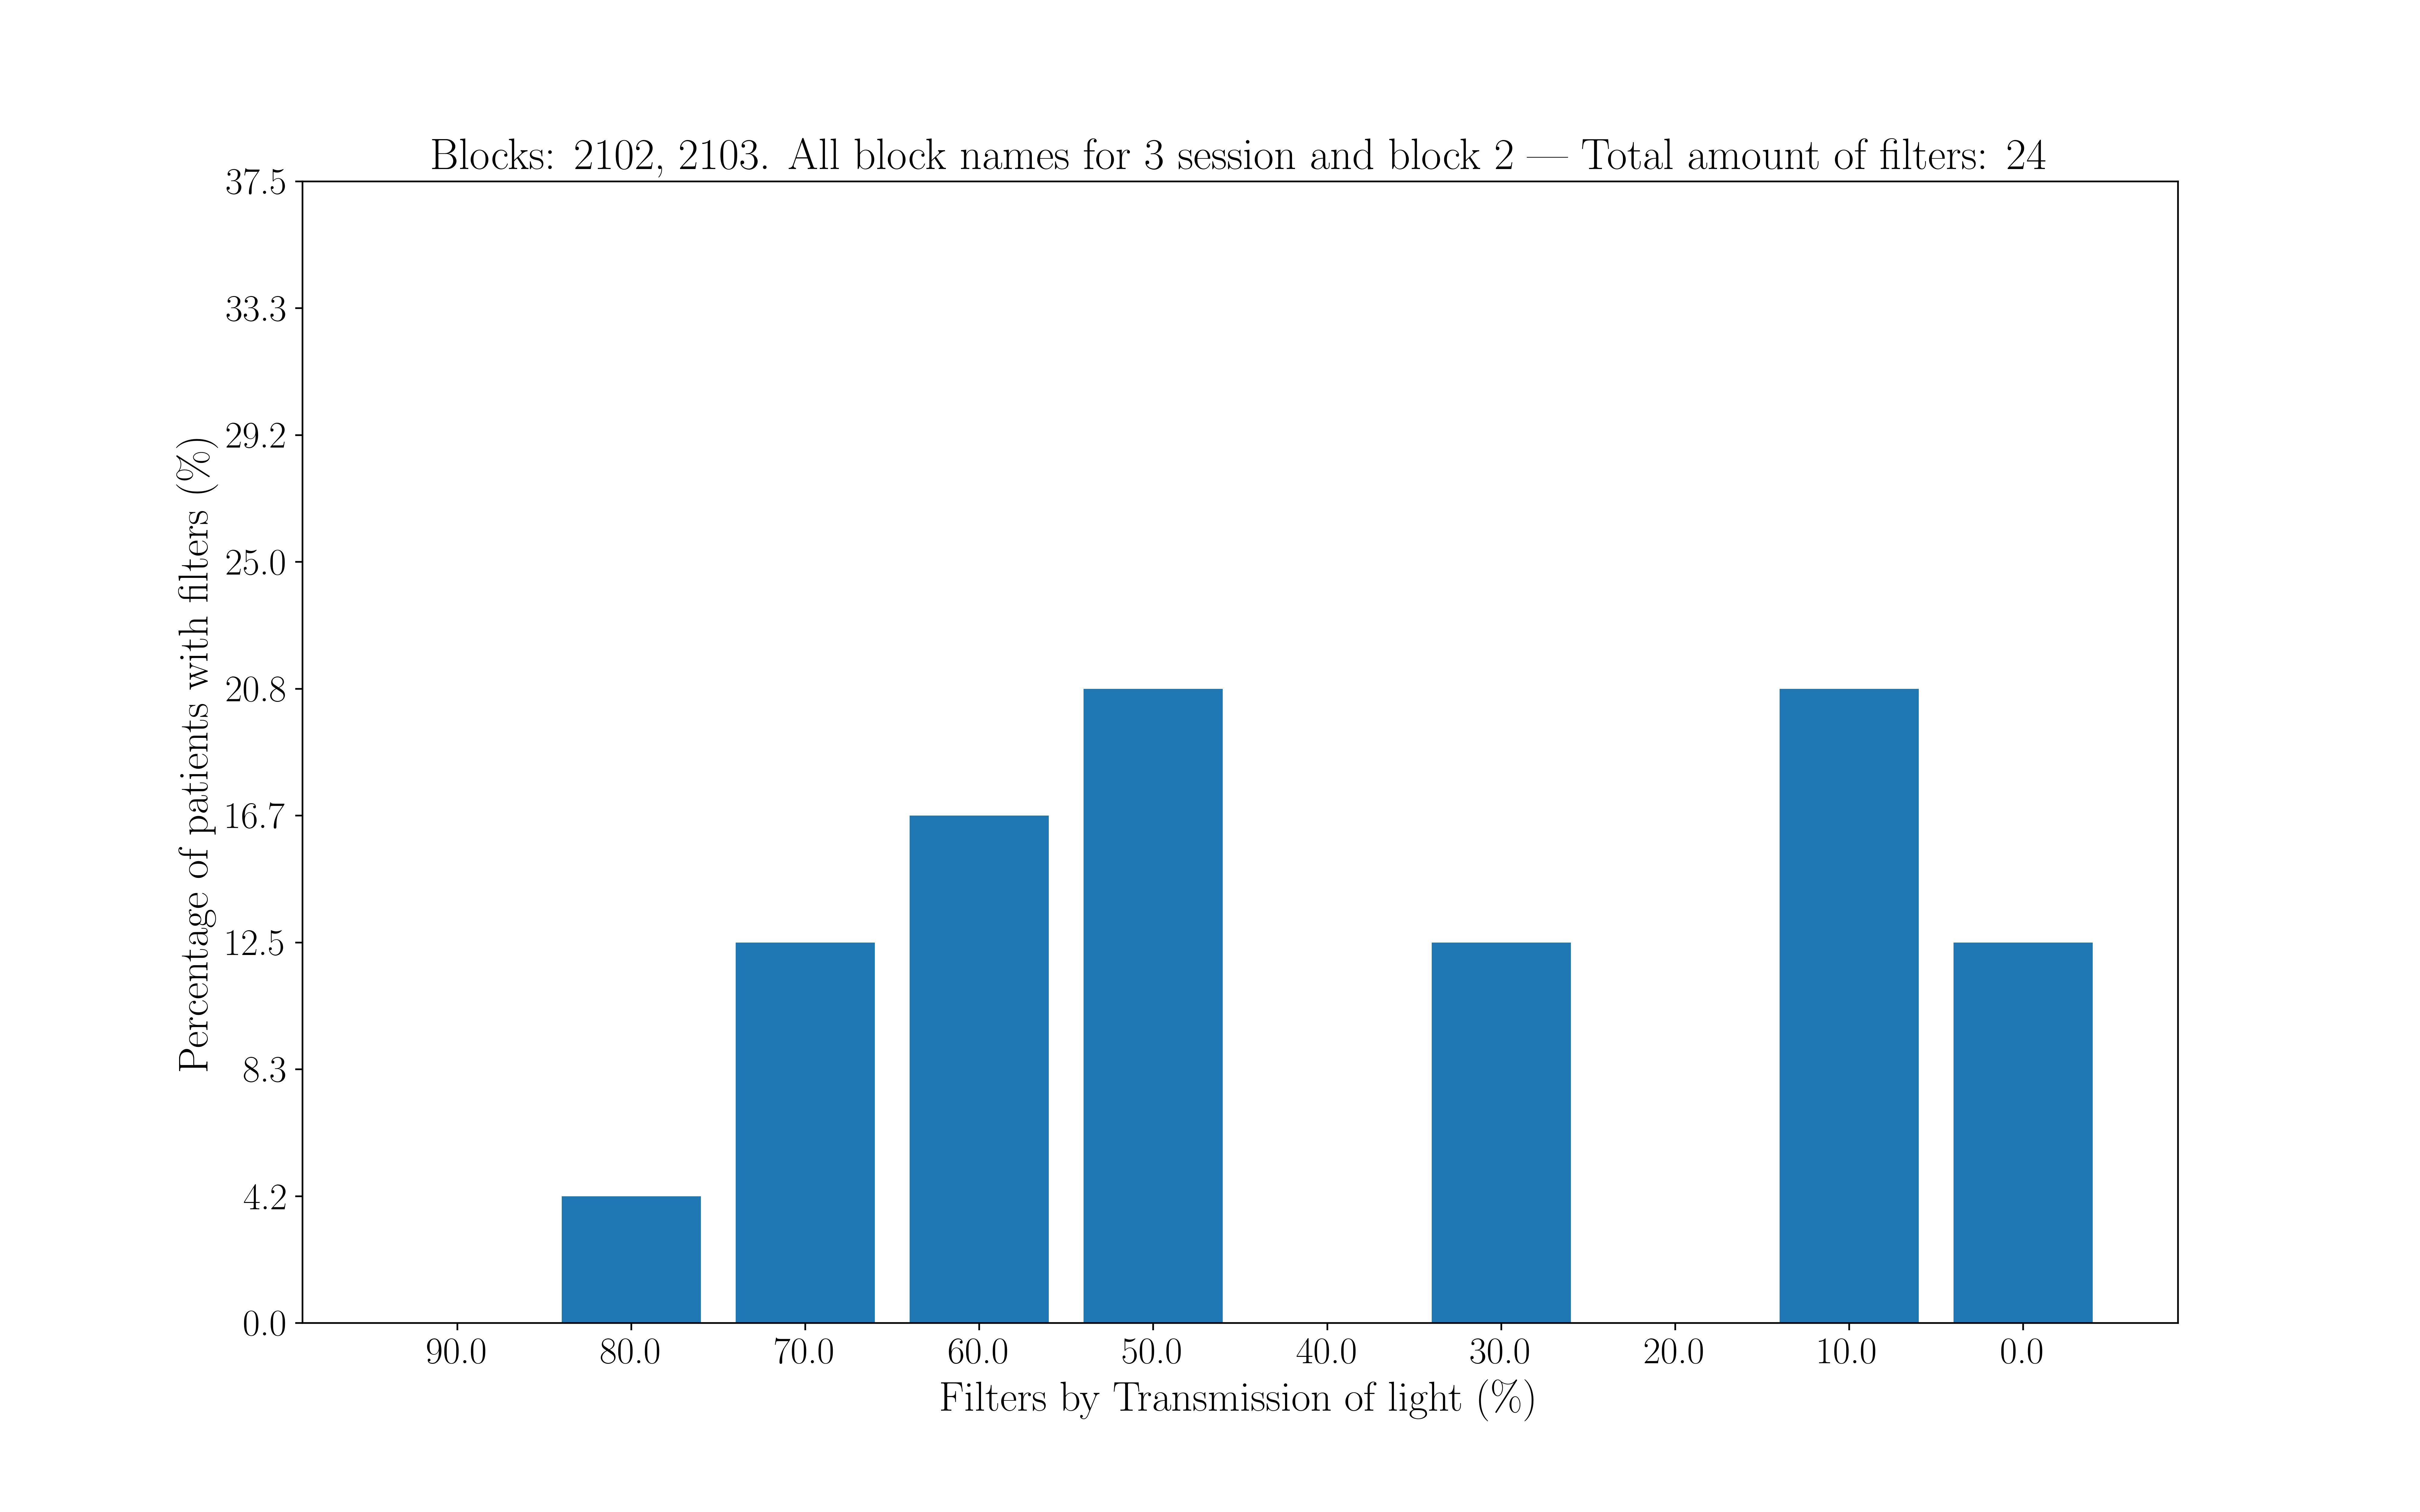 Blocks: 2102, 2103. All block names for 3 session and block 2 — Total amount of filters: 24
37.5
33.3
29.2
25.0
20.8
16.7
12.5
8.3
4.2
0.0
Percentage of patients with filters (%)
90.0 80.0 70.0 60.0 50.0 40.0 30.0 20.0 10.0 0.0
Filters by Transmission of light (%)